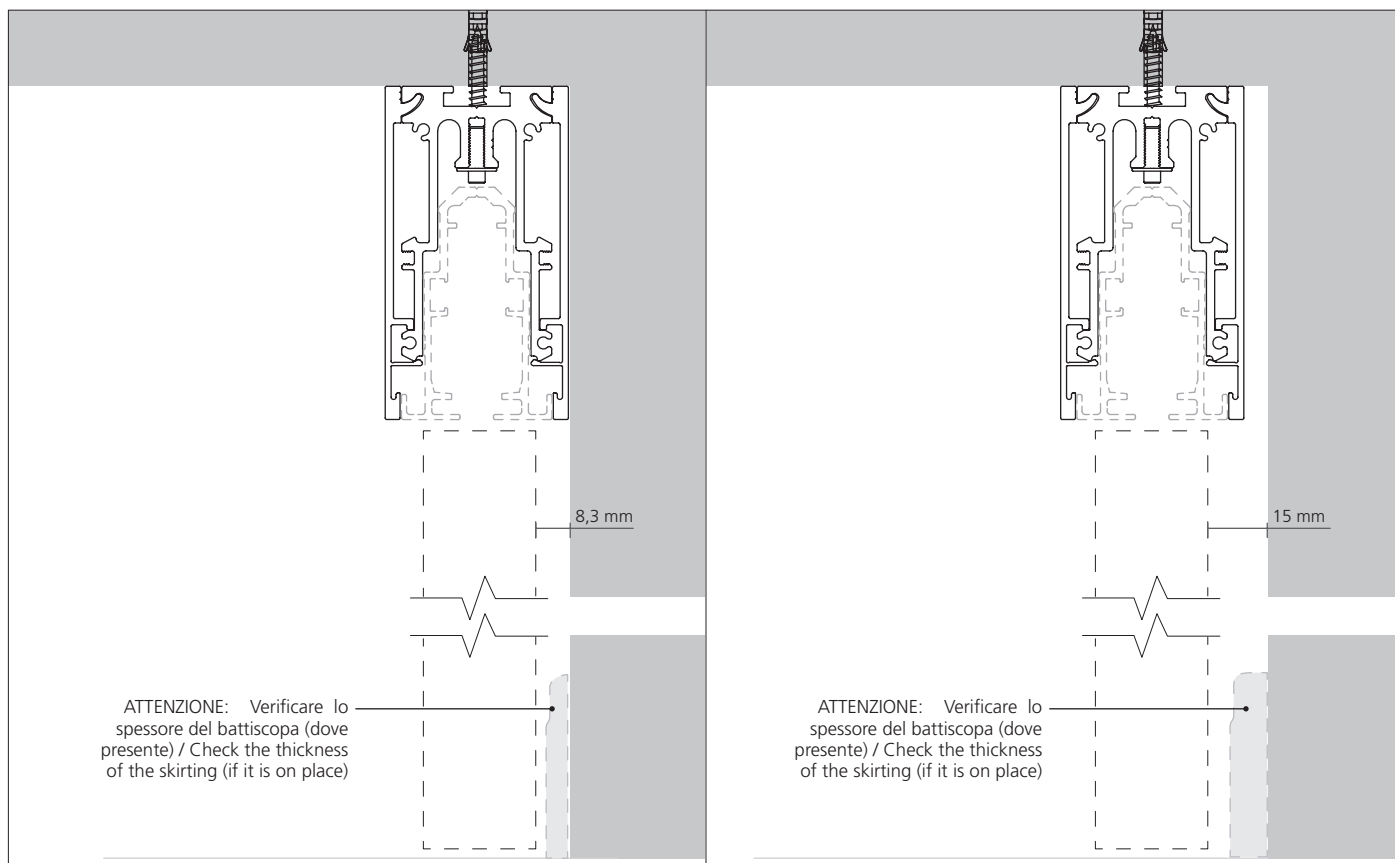 8,3 mm
ATTENZIONE: Verificare lo
spessore del battiscopa (dove
presente) / Check the thickness
of the skirting (if it is on place)
15 mm
ATTENZIONE: Verificare lo
spessore del battiscopa (dove
presente) / Check the thickness
of the skirting (if it is on place)